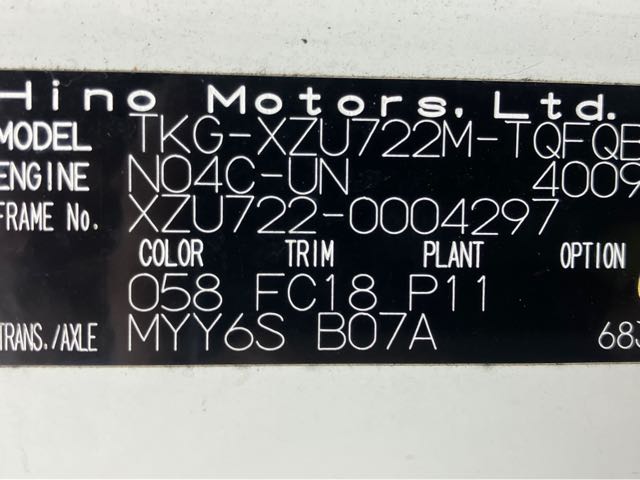 Hino Motors, Ltd.
MODEL TKG-XZU722M-TQFQE
ENGINE N04C-UN 4009
FRAME No. XZU722-0004297
COLOR TRIM PLANT OPTION
058 FC18 P11
TRANS./AXLE MYY6S B07A 683